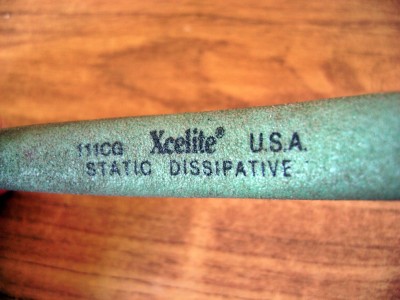 111CG Xcelite® U.S.A.
STATIC DISSIPATIVE